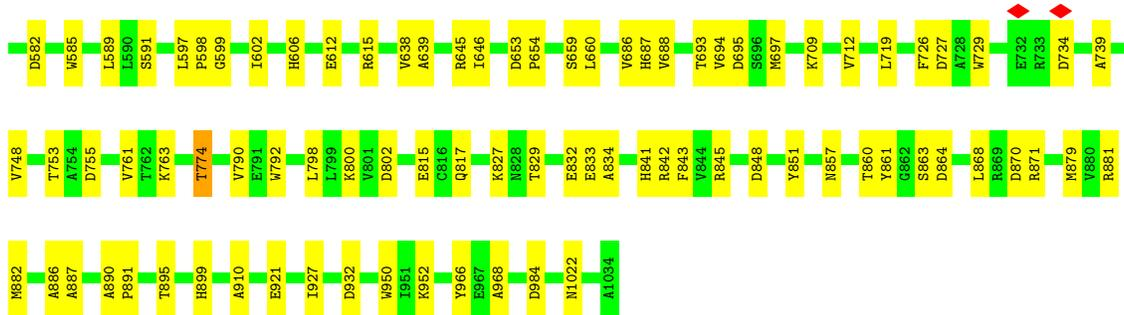 D582 W585 L589 L590 S591 L597 P598 G599 I602 H606 E612 R615 V638 A639 R645 I646 D653 P654 S659 L660 V686 H687 V688 T693 V694 D695 S696 M697 K709 V712 L719 F726 D727 A728 W729 E732 R733 D734 A739
V748 T753 A754 D755 V761 T762 K763 T774 V790 E791 W792 L798 L799 K800 V801 D802 E815 C816 Q817 K827 N828 T829 E832 E833 A834 H841 R842 F843 V844 R845 D848 Y851 N857 T860 Y861 G862 S863 D864 L868 R869 D870 R871 M879 V880 R881
M882 A886 A887 A890 P891 T895 H899 A910 E921 I927 D932 W950 I951 K952 Y966 E967 A968 D984 N1022 A1034